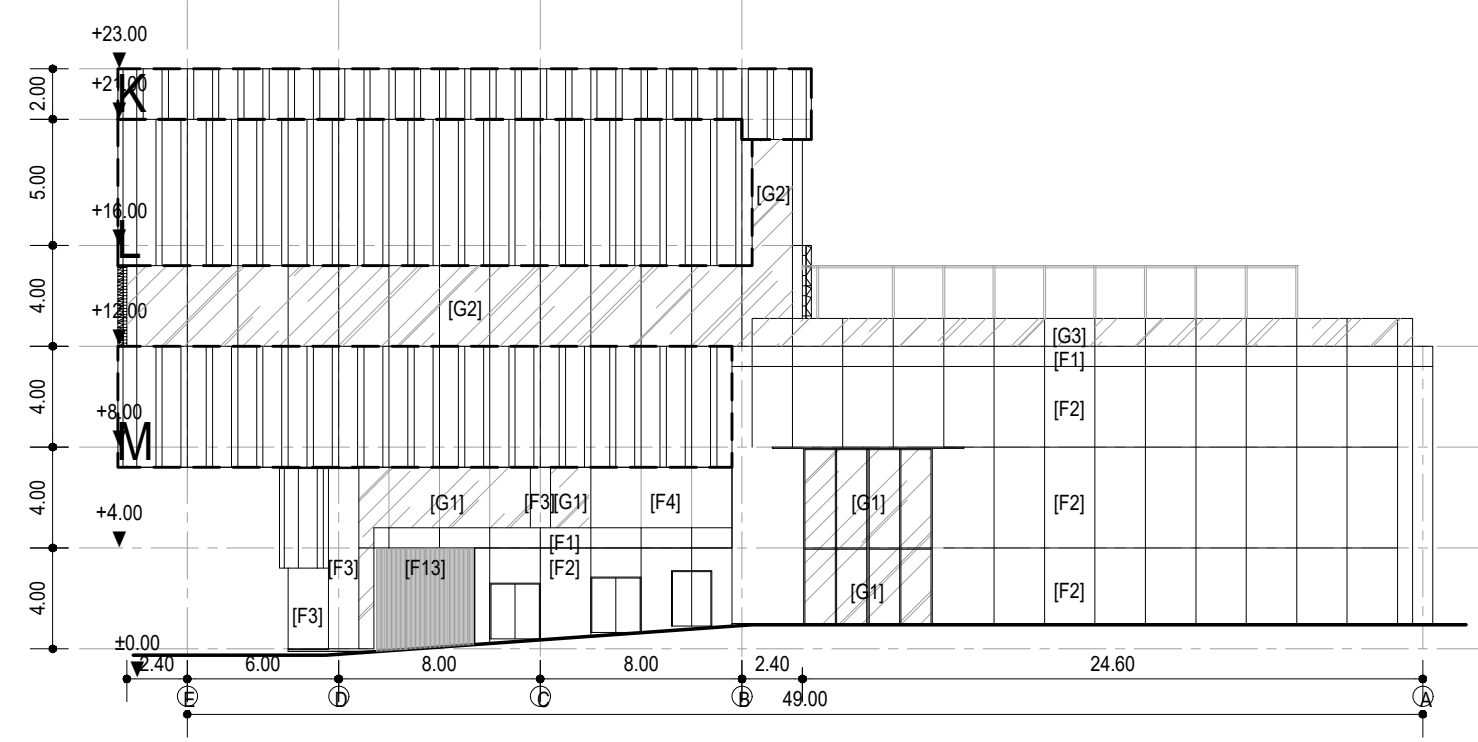 +23.00
2.00
+21.00
K
5.00
[G2]
+16.00
L
4.00
+12.00
[G2]
[G3]
[F1]
4.00
+8.00
M
[F2]
4.00
+4.00
[G1]
[F3]
[G1]
[F4]
[G1]
[F2]
[F1]
[F3]
[F13]
[F2]
4.00
[F3]
[G1]
[F2]
±0.00
2.40
6.00
8.00
8.00
2.40
24.60
E
D
C
B
49.00
A